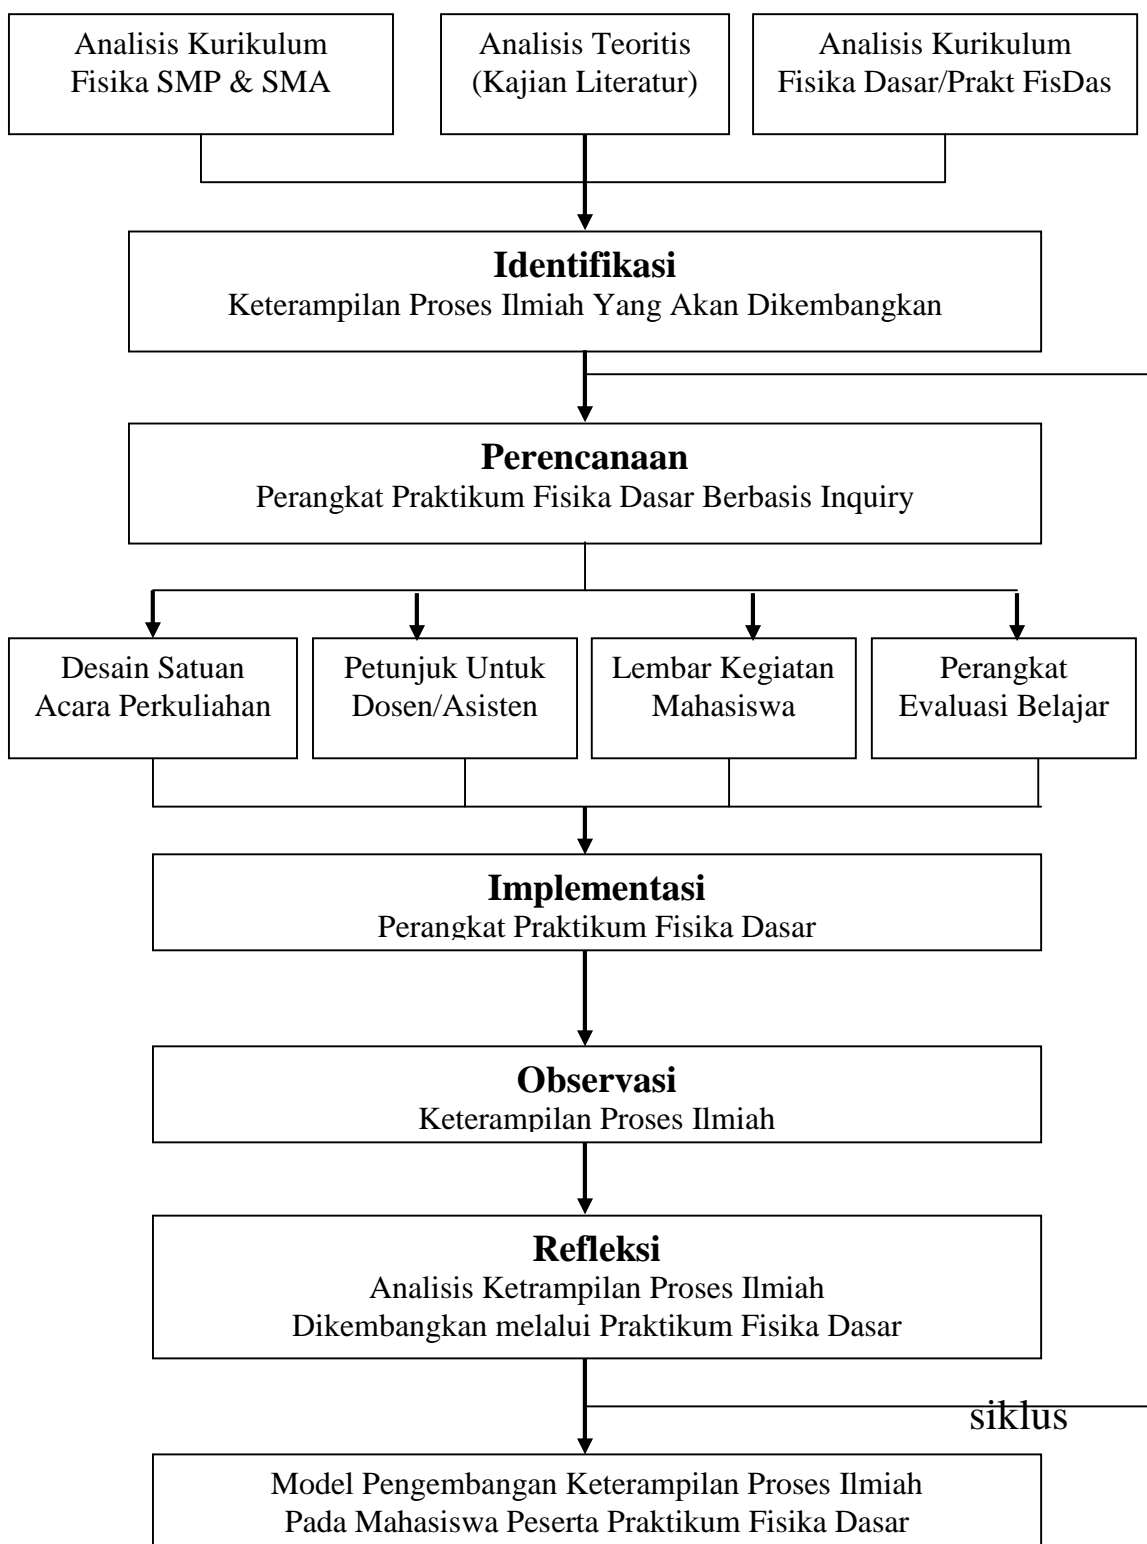 Analisis Kurikulum
Fisika SMP & SMA
Analisis Teoritis
(Kajian Literatur)
Analisis Kurikulum
Fisika Dasar/Prakt FisDas
Identifikasi
Keterampilan Proses Ilmiah Yang Akan Dikembangkan
Perencanaan
Perangkat Praktikum Fisika Dasar Berbasis Inquiry
Desain Satuan
Acara Perkuliahan
Petunjuk Untuk
Dosen/Asisten
Lembar Kegiatan
Mahasiswa
Perangkat
Evaluasi Belajar
Implementasi
Perangkat Praktikum Fisika Dasar
Observasi
Keterampilan Proses Ilmiah
Refleksi
Analisis Ketrampilan Proses Ilmiah
Dikembangkan melalui Praktikum Fisika Dasar
siklus
Model Pengembangan Keterampilan Proses Ilmiah
Pada Mahasiswa Peserta Praktikum Fisika Dasar